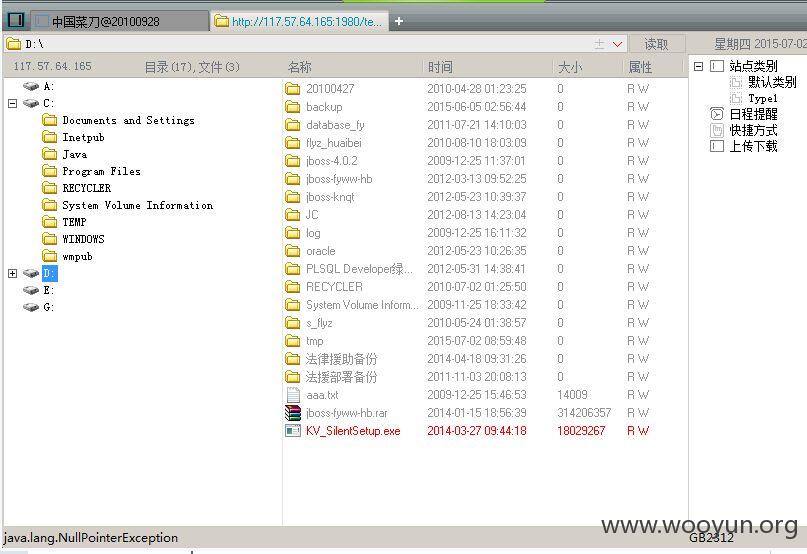 中国菜刀@20100928 http://117.57.64.165:1980/te... +
D:\ 读取 星期四 2015-07-02
117.57.64.165 目录(17),文件(3) 名称 时间 大小 属性
A:
C:
Documents and Settings
Inetpub
Java
Program Files
RECYCLER
System Volume Information
TEMP
WINDOWS
wmpub
D:
E:
G:
20100427 2010-04-28 01:23:25 0 R W
backup 2015-06-05 02:56:44 0 R W
database_fy 2011-07-21 14:10:03 0 R W
flyz_huaibei 2010-08-10 18:03:09 0 R W
jboss-4.0.2 2009-12-25 11:37:01 0 R W
jboss-fyww-hb 2012-03-13 09:52:25 0 R W
jboss-knqt 2012-05-23 10:39:37 0 R W
JC 2012-08-13 14:23:04 0 R W
log 2009-12-25 16:11:32 0 R W
oracle 2012-05-23 10:26:35 0 R W
PLSQL Developer绿... 2012-05-31 14:38:41 0 R W
RECYCLER 2010-07-02 01:25:50 0 R W
System Volume Inform... 2009-11-25 18:33:42 0 R W
s_flyz 2010-05-24 01:38:57 0 R W
tmp 2015-07-02 08:59:48 0 R W
法律援助备份 2014-04-18 09:31:26 0 R W
法援部署备份 2011-11-03 20:08:13 0 R W
aaa.txt 2009-12-25 15:46:53 14009 R W
jboss-fyww-hb.rar 2014-01-15 18:56:39 314206357 R W
KV_SilentSetup.exe 2014-03-27 09:44:18 18029267 R W
站点类别
默认类别
Type1
日程提醒
快捷方式
上传下载
java.lang.NullPointerException GB2312
www.wooyun.org